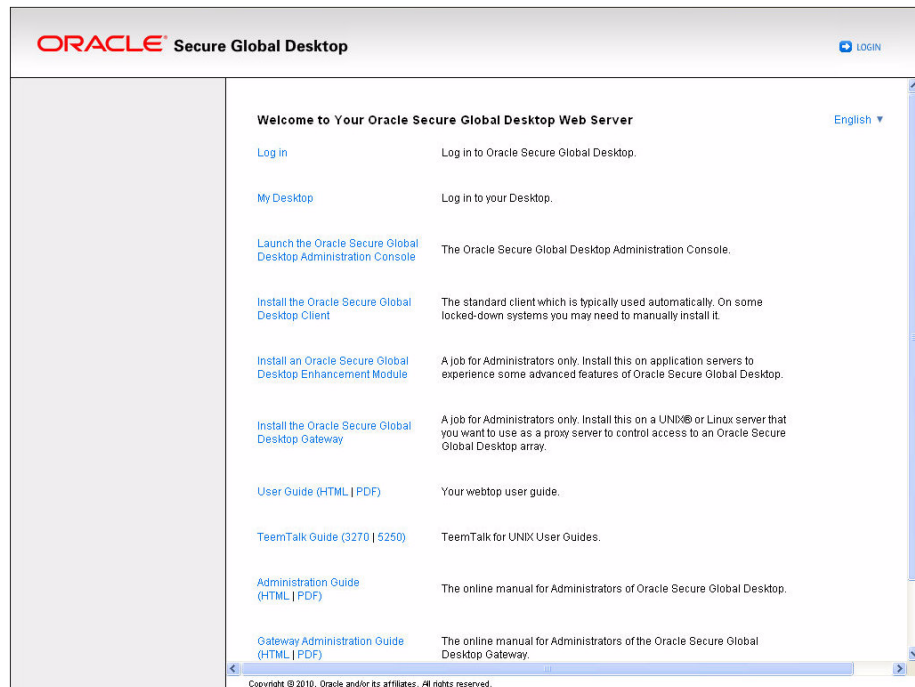 ORACLE® Secure Global Desktop
LOGIN
Welcome to Your Oracle Secure Global Desktop Web Server
English ▼
Log in
Log in to Oracle Secure Global Desktop.
My Desktop
Log in to your Desktop.
Launch the Oracle Secure Global
Desktop Administration Console
The Oracle Secure Global Desktop Administration Console.
Install the Oracle Secure Global
Desktop Client
The standard client which is typically used automatically. On some
locked-down systems you may need to manually install it.
Install an Oracle Secure Global
Desktop Enhancement Module
A job for Administrators only. Install this on application servers to
experience some advanced features of Oracle Secure Global Desktop.
Install the Oracle Secure Global
Desktop Gateway
A job for Administrators only. Install this on a UNIX® or Linux server that
you want to use as a proxy server to control access to an Oracle Secure
Global Desktop array.
User Guide (HTML | PDF)
Your webtop user guide.
TeemTalk Guide (3270 | 5250)
TeemTalk for UNIX User Guides.
Administration Guide
(HTML | PDF)
The online manual for Administrators of Oracle Secure Global Desktop.
Gateway Administration Guide
(HTML | PDF)
The online manual for Administrators of the Oracle Secure Global
Desktop Gateway.
Copyright © 2010, Oracle and/or its affiliates. All rights reserved.